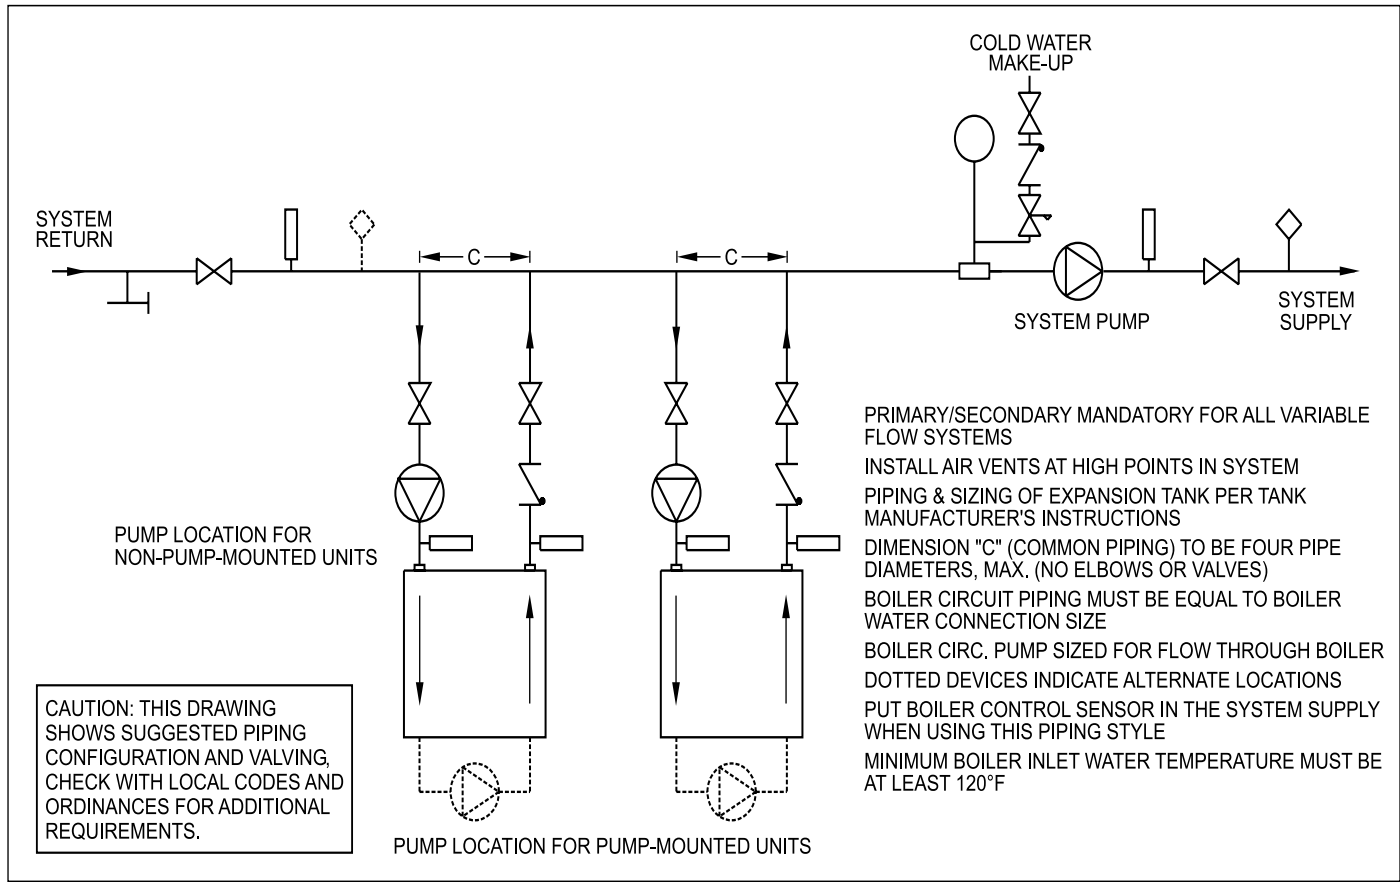 COLD WATER
MAKE-UP
SYSTEM
RETURN
C
C
SYSTEM PUMP
SYSTEM
SUPPLY
PUMP LOCATION FOR
NON-PUMP-MOUNTED UNITS
PRIMARY/SECONDARY MANDATORY FOR ALL VARIABLE
FLOW SYSTEMS
INSTALL AIR VENTS AT HIGH POINTS IN SYSTEM
PIPING & SIZING OF EXPANSION TANK PER TANK
MANUFACTURER'S INSTRUCTIONS
DIMENSION "C" (COMMON PIPING) TO BE FOUR PIPE
DIAMETERS, MAX. (NO ELBOWS OR VALVES)
BOILER CIRCUIT PIPING MUST BE EQUAL TO BOILER
WATER CONNECTION SIZE
BOILER CIRC. PUMP SIZED FOR FLOW THROUGH BOILER
DOTTED DEVICES INDICATE ALTERNATE LOCATIONS
PUT BOILER CONTROL SENSOR IN THE SYSTEM SUPPLY
WHEN USING THIS PIPING STYLE
MINIMUM BOILER INLET WATER TEMPERATURE MUST BE
AT LEAST 120°F
CAUTION: THIS DRAWING
SHOWS SUGGESTED PIPING
CONFIGURATION AND VALVING,
CHECK WITH LOCAL CODES AND
ORDINANCES FOR ADDITIONAL
REQUIREMENTS.
PUMP LOCATION FOR PUMP-MOUNTED UNITS